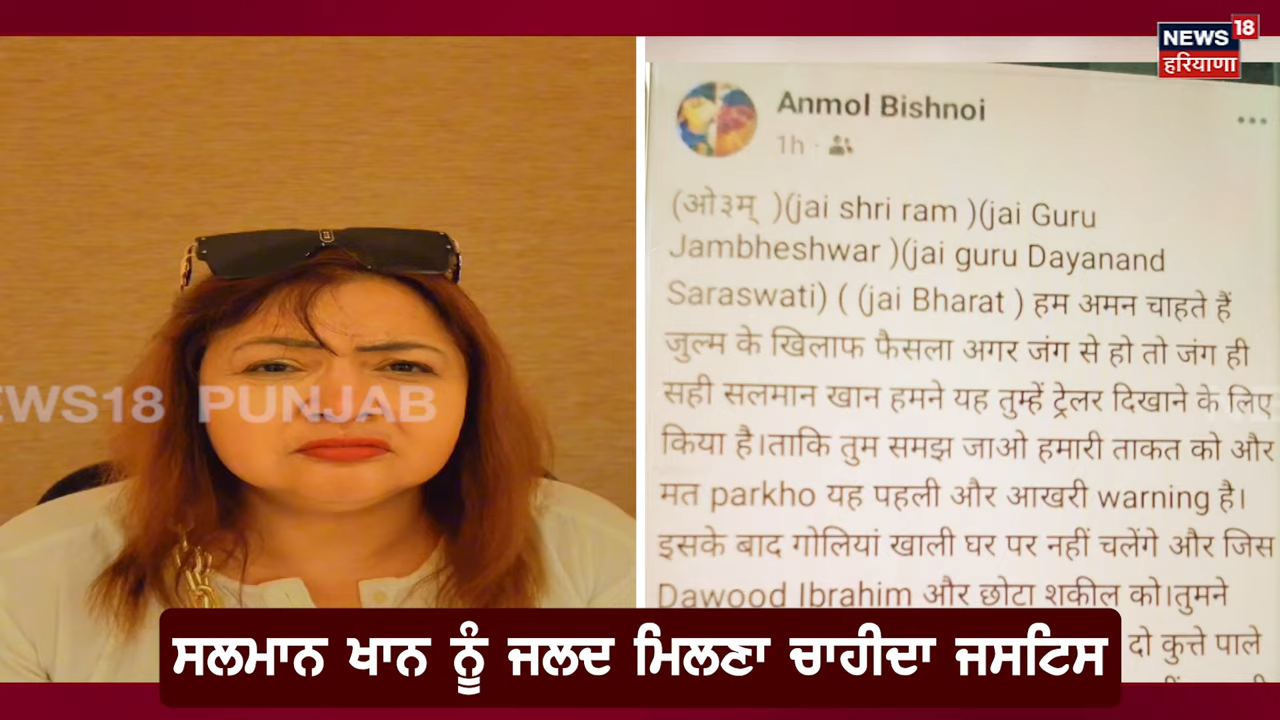 NEWS 18
हरियाणा
Anmol Bishnoi
1h
(ओ३म् )(jai shri ram )(jai Guru
Jambheshwar )(jai guru Dayanand
Saraswati) ( (jai Bharat ) हम अमन चाहते हैं
जुल्म के खिलाफ फैसला अगर जंग से हो तो जंग ही
सही सलमान खान हमने यह तुम्हें ट्रेलर दिखाने के लिए
किया है।ताकि तुम समझ जाओ हमारी ताकत को और
मत parkho यह पहली और आखरी warning है।
इसके बाद गोलियां खाली घर पर नहीं चलेंगे और जिस
Dawood Ibrahim और छोटा शकील को।तुमने
दो कुत्ते पाले
EWS18 PUNJAB
ਸਲਮਾਨ ਖਾਨ ਨੂੰ ਜਲਦ ਮਿਲਣਾ ਚਾਹੀਦਾ ਜਸਟਿਸ